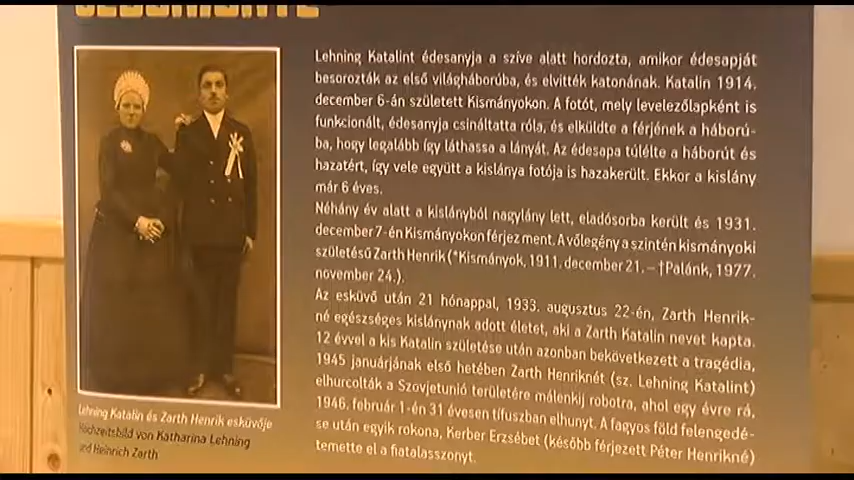 Lehning Katalint édesanyja a szíve alatt hordozta, amikor édesapját
besorozták az első világháborúba, és elvitték katonának. Katalin 1914.
december 6-án született Kismányokon. A fotót, mely levelezőlapként is
funkcionált, édesanyja csináltatta róla, és elküldte a férjének a háború-
ba, hogy legalább így láthassa a lányát. Az édesapa túlélte a háborút és
hazatért, így vele együtt a kislánya fotója is hazakerült. Ekkor a kislány
már 6 éves.
Néhány év alatt a kislányból nagylány lett, eladósorba került és 1931.
december 7-én Kismányokon férjez ment. A vőlegény a szintén kismányoki
születésű Zarth Henrik (*Kismányok, 1911. december 21. – †Palánk, 1977.
november 24.).
Az esküvő után 21 hónappal, 1933. augusztus 22-én, Zarth Henrik-
né egészséges kislánynak adott életet, aki a Zarth Katalin nevet kapta.
12 évvel a kis Katalin születése után azonban bekövetkezett a tragédia,
1945 januárjának első hetében Zarth Henriknét (sz. Lehning Katalint)
elhurcolták a Szovjetunió területére málenkij robotra, ahol egy évre rá,
1946. február 1-én 31 évesen tífuszban elhunyt. A fagyos föld felengedé-
se után egyik rokona, Kerber Erzsébet (később férjezett Péter Henrikné)
temette el a fiatalasszonyt.
Lehning Katalin és Zarth Henrik esküvője
Hochzeitsbild von Katharina Lehning
und Heinrich Zarth